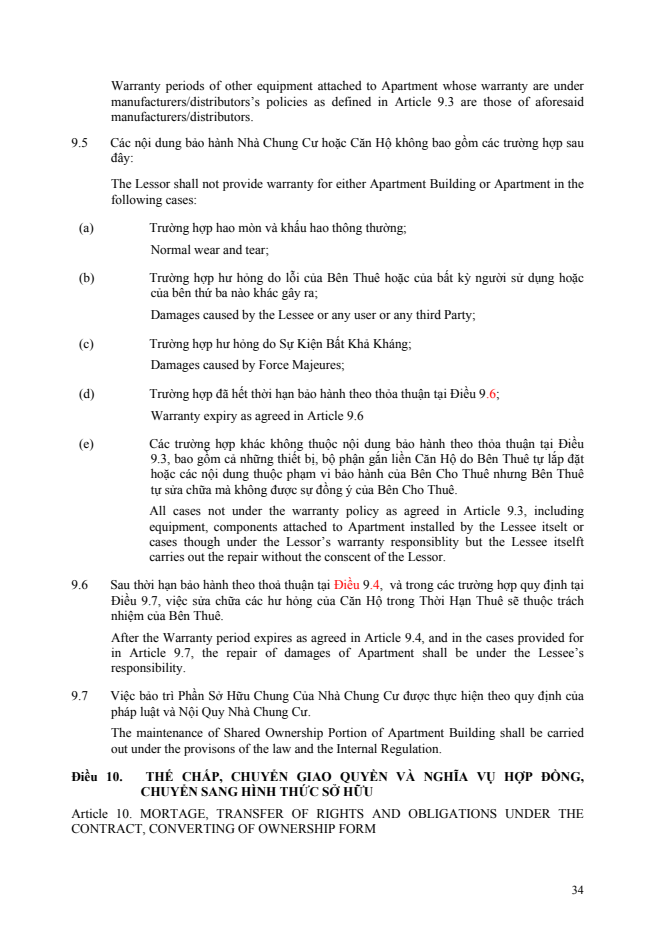 Warranty periods of other equipment attached to Apartment whose warranty are under
manufacturers/distributors's policies as defined in Article 9.3 are those of aforesaid
manufacturers/distributors.
9.5 Các nội dung bảo hành Nhà Chung Cư hoặc Căn Hộ không bao gồm các trường hợp sau
đây:
The Lessor shall not provide warranty for either Apartment Building or Apartment in the
following cases:
(a) Trường hợp hao mòn và khấu hao thông thường;
Normal wear and tear;
(b) Trường hợp hư hỏng do lỗi của Bên Thuê hoặc của bất kỳ người sử dụng hoặc
của bên thứ ba nào khác gây ra;
Damages caused by the Lessee or any user or any third Party;
(c) Trường hợp hư hỏng do Sự Kiện Bất Khả Kháng;
Damages caused by Force Majeures;
(d) Trường hợp đã hết thời hạn bảo hành theo thỏa thuận tại Điều 9.6;
Warranty expiry as agreed in Article 9.6
(e) Các trường hợp khác không thuộc nội dung bảo hành theo thỏa thuận tại Điều
9.3, bao gồm cả những thiết bị, bộ phận gắn liền Căn Hộ do Bên Thuê tự lắp đặt
hoặc các nội dung thuộc phạm vi bảo hành của Bên Cho Thuê nhưng Bên Thuê
tự sửa chữa mà không được sự đồng ý của Bên Cho Thuê.
All cases not under the warranty policy as agreed in Article 9.3, including
equipment, components attached to Apartment installed by the Lessee itselt or
cases though under the Lessor's warranty responsiblity but the Lessee itselft
carries out the repair without the conscent of the Lessor.
9.6 Sau thời hạn bảo hành theo thoả thuận tại Điều 9.4, và trong các trường hợp quy định tại
Điều 9.7, việc sửa chữa các hư hỏng của Căn Hộ trong Thời Hạn Thuê sẽ thuộc trách
nhiệm của Bên Thuê.
After the Warranty period expires as agreed in Article 9.4, and in the cases provided for
in Article 9.7, the repair of damages of Apartment shall be under the Lessee's
responsibility.
9.7 Việc bảo trì Phần Sở Hữu Chung Của Nhà Chung Cư được thực hiện theo quy định của
pháp luật và Nội Quy Nhà Chung Cư.
The maintenance of Shared Ownership Portion of Apartment Building shall be carried
out under the provisons of the law and the Internal Regulation.
Điều 10. THẾ CHẤP, CHUYỂN GIAO QUYỀN VÀ NGHĨA VỤ HỢP ĐỒNG,
CHUYỂN SANG HÌNH THỨC SỞ HỮU
Article 10. MORTAGE, TRANSFER OF RIGHTS AND OBLIGATIONS UNDER THE
CONTRACT, CONVERTING OF OWNERSHIP FORM
34